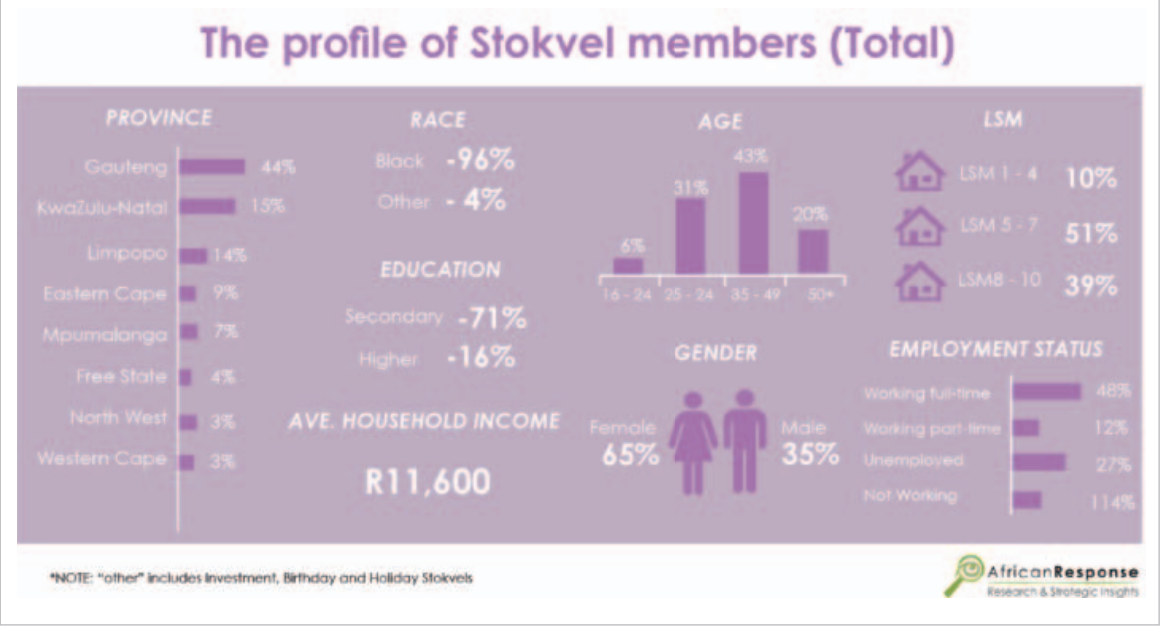 The profile of Stokvel members (Total)
PROVINCE
Gauteng 44%
KwaZulu-Natal 15%
Limpopo 14%
Eastern Cape 9%
Mpumalanga 7%
Free State 4%
North West 3%
Western Cape 3%
RACE
Black -96%
Other - 4%
EDUCATION
Secondary -71%
Higher -16%
AVE. HOUSEHOLD INCOME
R11,600
AGE
6% 31% 43% 20%
16 - 24 25 - 24 35 - 49 50+
GENDER
Female Male
65% 35%
LSM
LSM 1 - 4 10%
LSM 5 - 7 51%
LSM8 - 10 39%
EMPLOYMENT STATUS
Working full-time 48%
Working part-time 12%
Unemployed 27%
Not Working 114%
*NOTE: "other" includes Investment, Birthday and Holiday Stokvels
AfricanResponse
Research & Strategic Insights